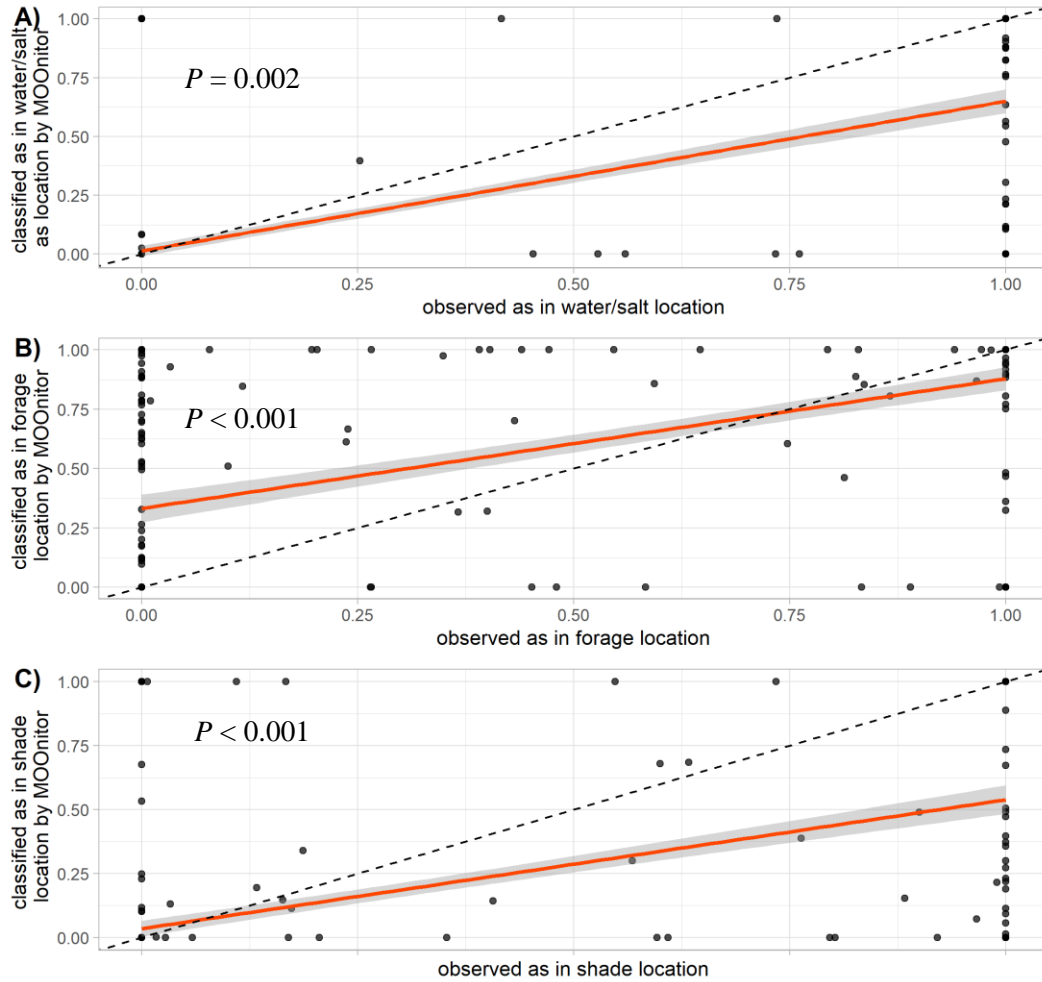 A)
classified as in water/salt
as location by MOOnitor
1.00
0.75
0.50
0.25
0.00
P = 0.002
0.00 0.25 0.50 0.75 1.00
observed as in water/salt location
B)
classified as in forage
location by MOOnitor
1.00
0.75
0.50
0.25
0.00
P < 0.001
0.00 0.25 0.50 0.75 1.00
observed as in forage location
C)
classified as in shade
location by MOOnitor
1.00
0.75
0.50
0.25
0.00
P < 0.001
observed as in shade location